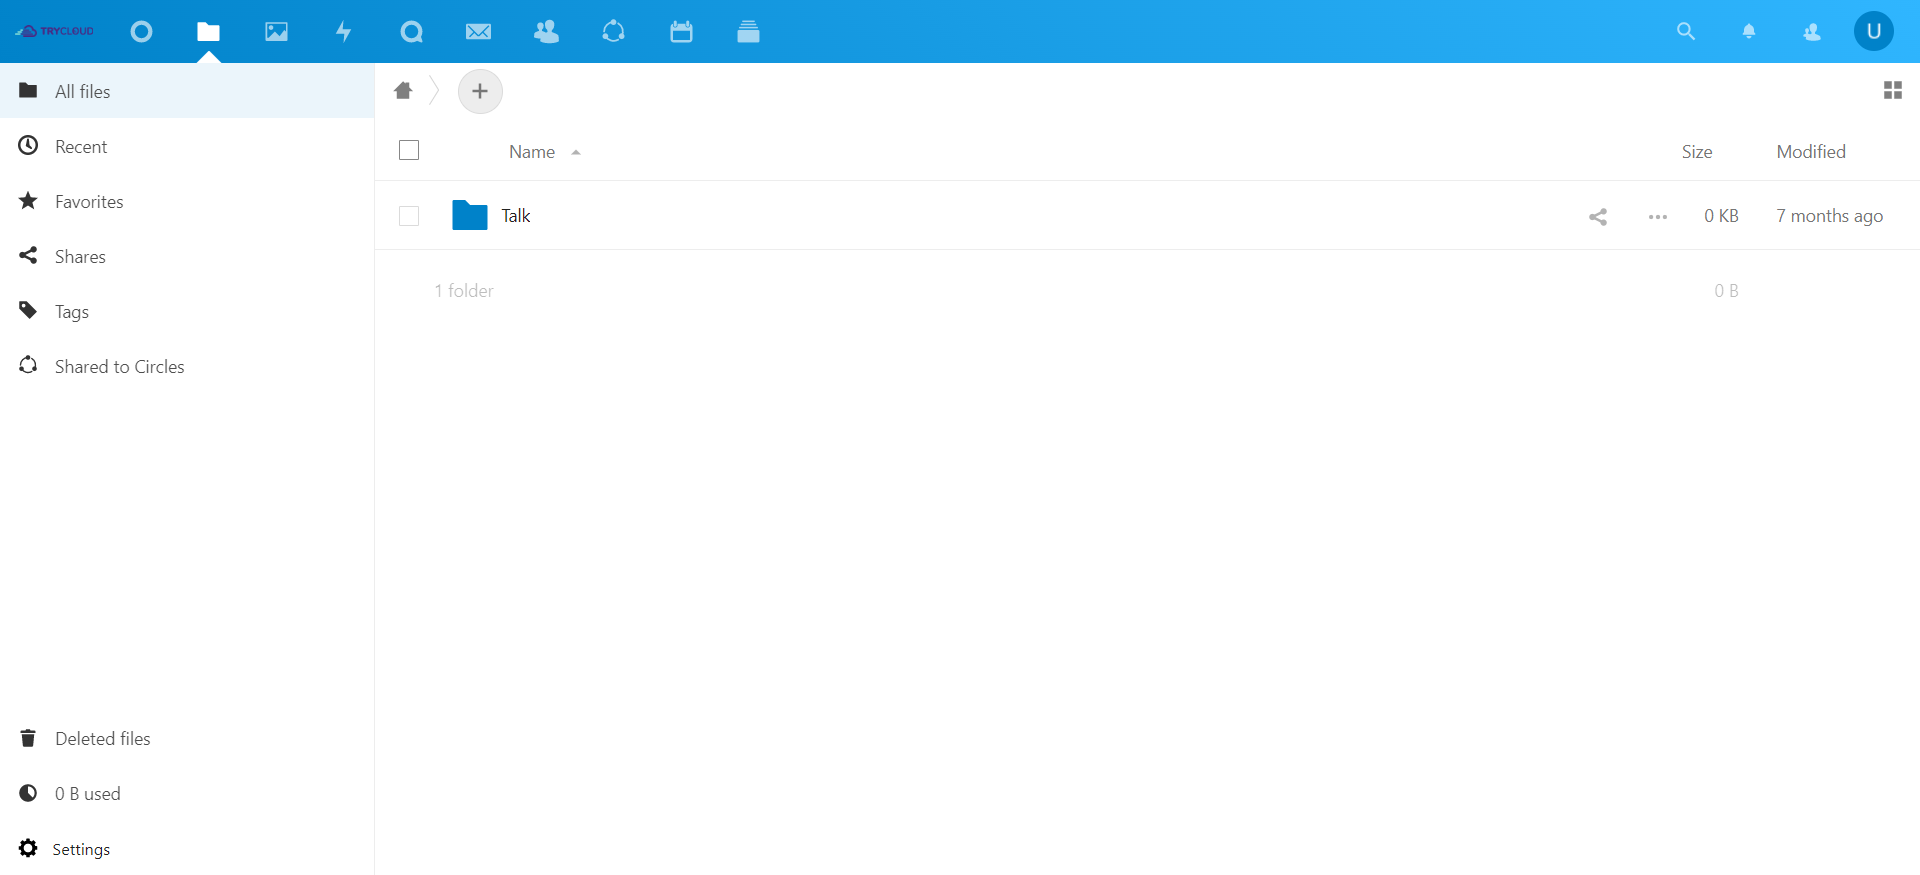 TRYCLOUD
U
All files
Recent
Favorites
Shares
Tags
Shared to Circles
Name
Size
Modified
Talk
0 KB
7 months ago
1 folder
0 B
Deleted files
0 B used
Settings